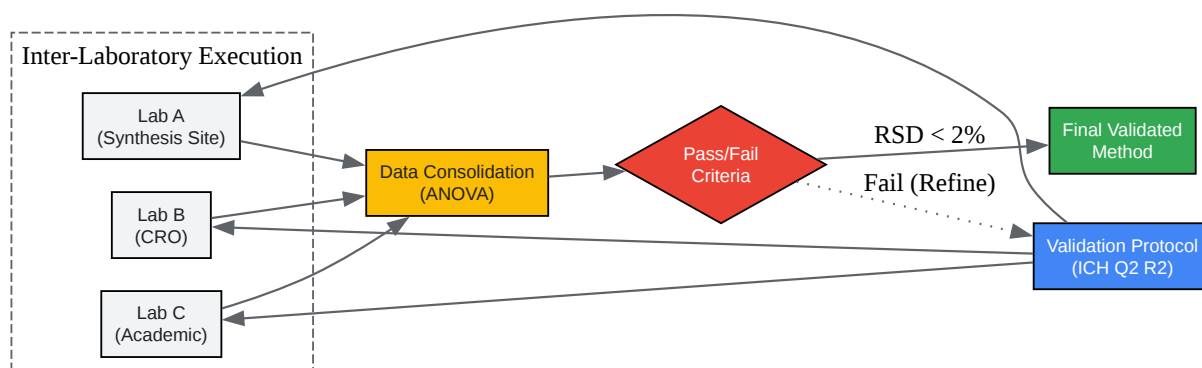 Inter-Laboratory Execution
Lab A
(Synthesis Site)
Lab B
(CRO)
Lab C
(Academic)
Data Consolidation
(ANOVA)
Pass/Fail
Criteria
RSD < 2%
Fail (Refine)
Final Validated
Method
Validation Protocol
(ICH Q2 R2)